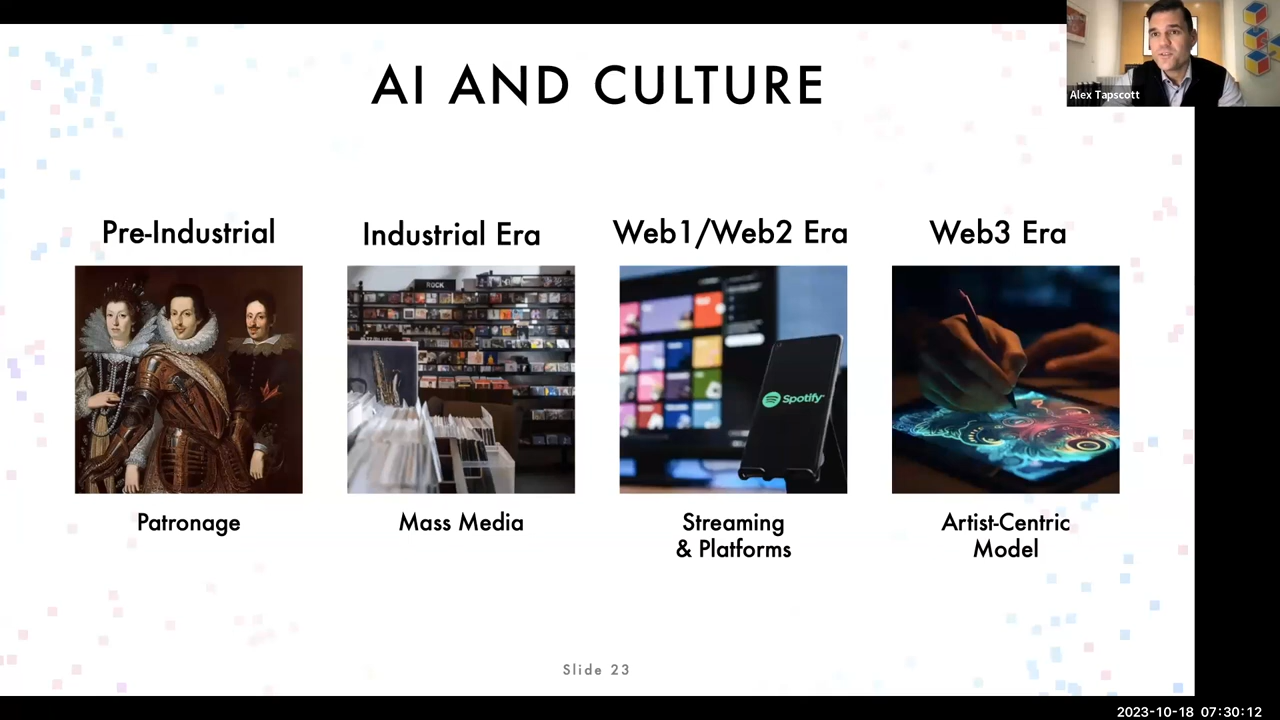 AI AND CULTURE
Alex Tapscott
Pre-Industrial
Industrial Era
Web1/Web2 Era
Web3 Era
ROCK
Spotify
Patronage
Mass Media
Streaming
& Platforms
Artist-Centric
Model
Slide 23
2023-10-18 07:30:12